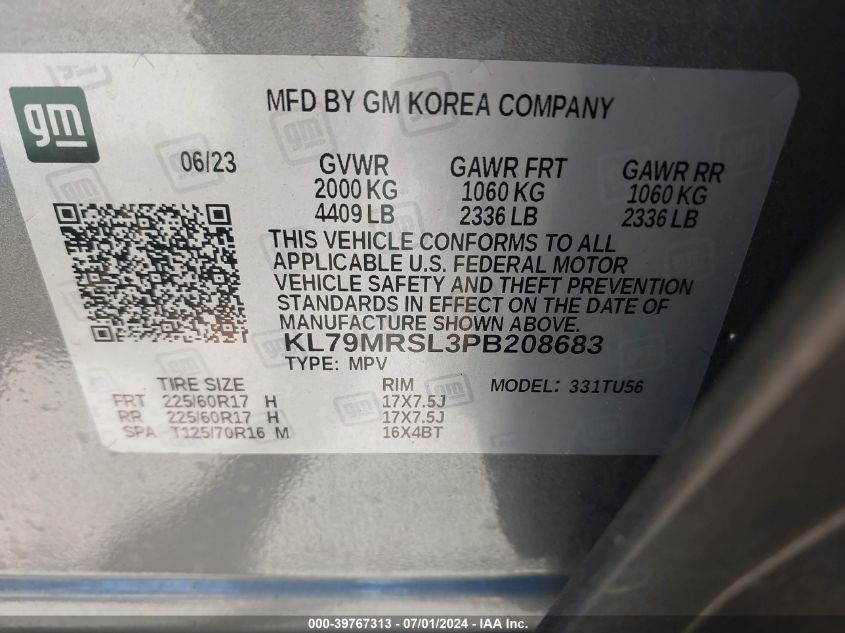 gm
MFD BY GM KOREA COMPANY
06/23 GVWR GAWR FRT GAWR RR
2000 KG 1060 KG 1060 KG
4409 LB 2336 LB 2336 LB
THIS VEHICLE CONFORMS TO ALL
APPLICABLE U.S. FEDERAL MOTOR
VEHICLE SAFETY AND THEFT PREVENTION
STANDARDS IN EFFECT ON THE DATE OF
MANUFACTURE SHOWN ABOVE.
KL79MRSL3PB208683
TYPE: MPV
TIRE SIZE RIM MODEL: 331TU56
FRT 225/60R17 H 17X7.5J
RR 225/60R17 H 17X7.5J
SPA T125/70R16 M 16X4BT
000-39767313 - 07/01/2024 - IAA Inc.